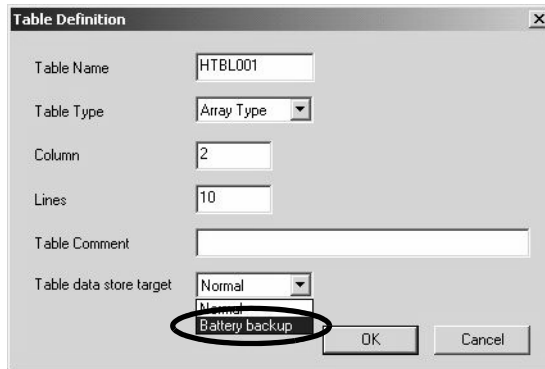 Table Definition
Table Name HTBL001
Table Type Array Type
Column 2
Lines 10
Table Comment
Table data store target Normal
Normal
Battery backup
OK Cancel